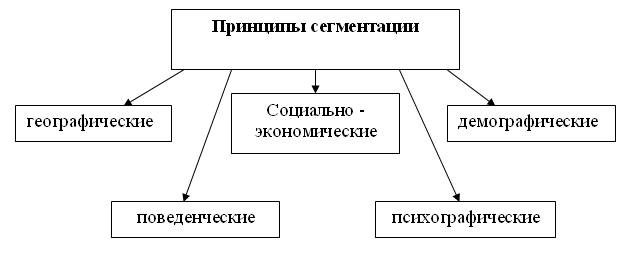 Принципы сегментации
географические
Социально -
экономические
демографические
поведенческие
психографические